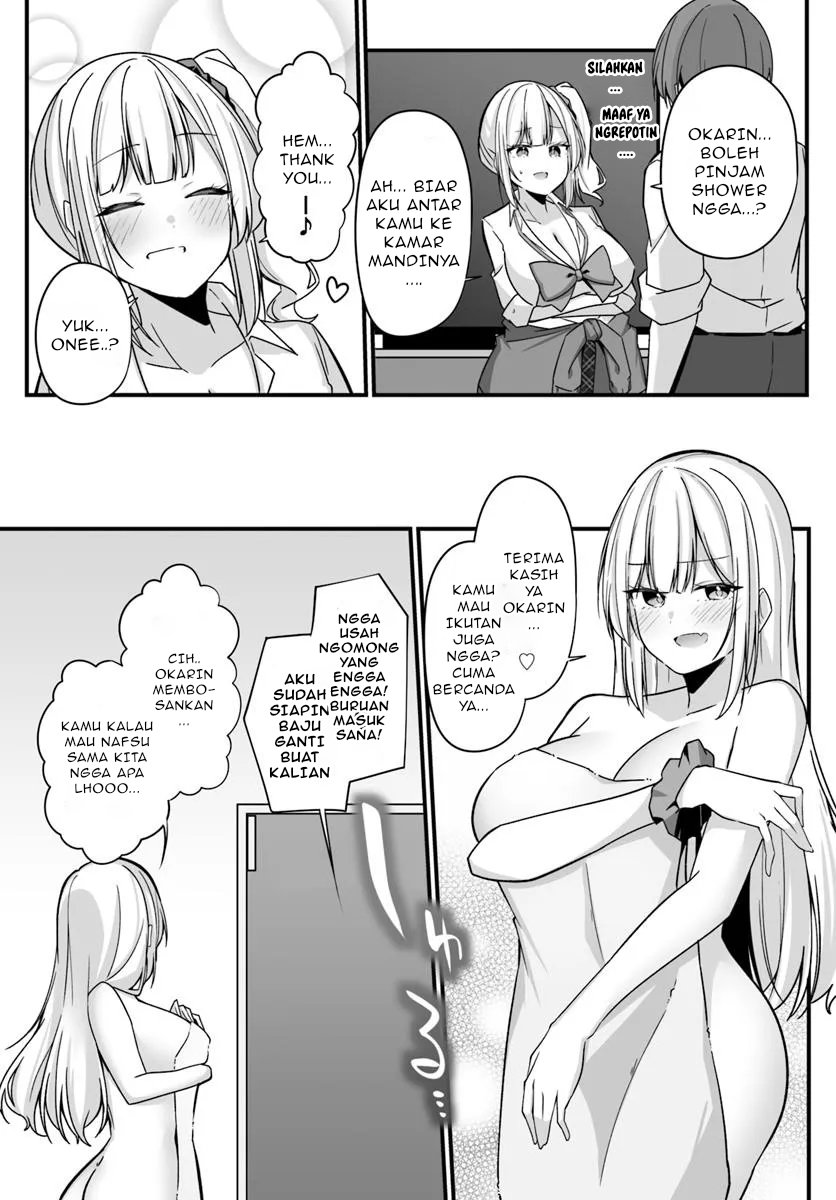 OKARIN...
BOLEH
PINJAM
SHOWER
NGGA...?
SILAHKAN
...
MAAF YA
NGREPOTIN
....
AH... BIAR
AKU ANTAR
KAMU KE
KAMAR
MANDINYA
....
HEM...
THANK
YOU...
YUK...
ONEE..?
TERIMA
KASIH
YA
OKARIN
...
KAMU
MAU
IKUTAN
JUGA
NGGA?
CUMA
BERCANDA
YA...
NGGA
USAH
NGOMONG
YANG
ENGGA!
BURUAN
MASUK
SANA!
AKU
SUDAH
SIAPIN
BAJU
GANTI
BUAT
KALIAN
CIH..
OKARIN
MEMBO-
SANKAN
...
KAMU KALAU
MAU NAFSU
SAMA KITA
NGGA APA
LHOOO...